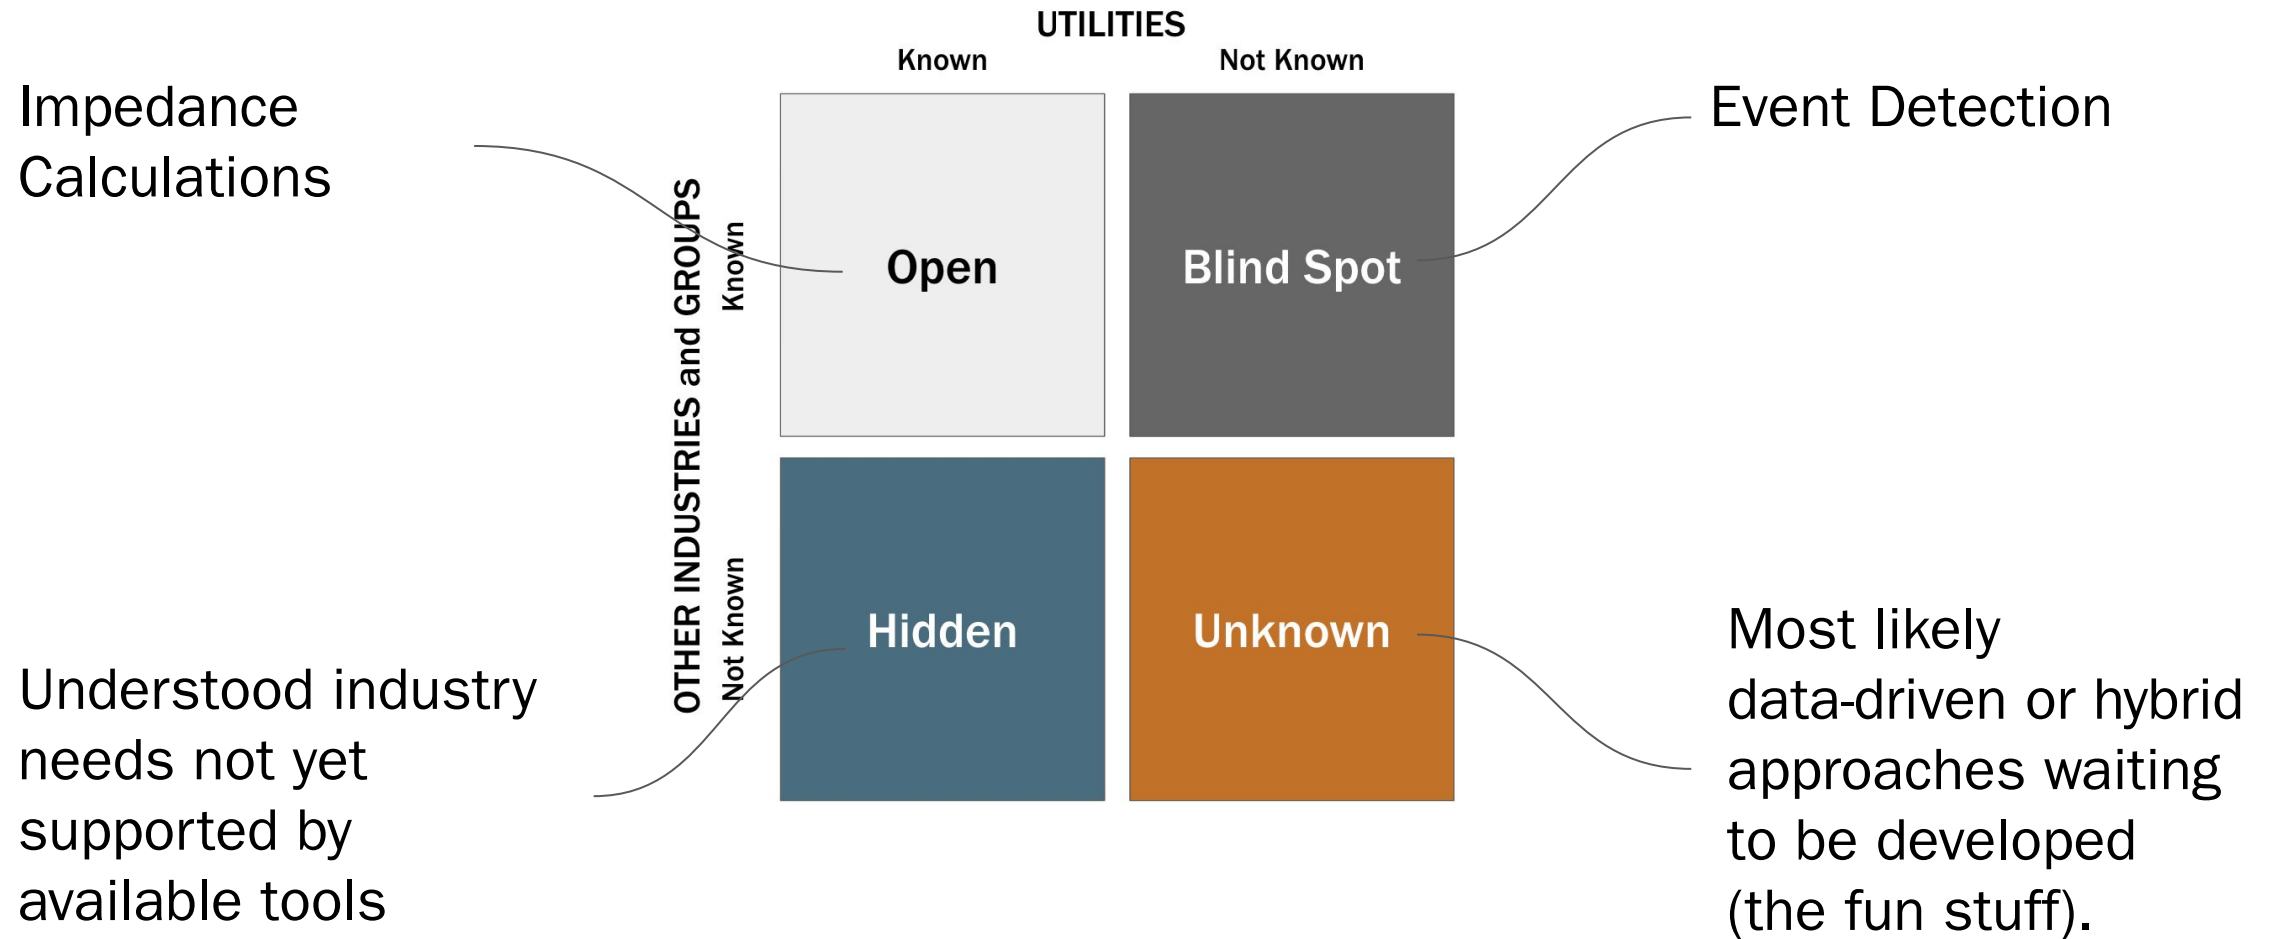 UTILITIES
Known
Not Known
Impedance
Calculations
Event Detection
OTHER INDUSTRIES and GROUPS
Known
Not Known
Open
Blind Spot
Hidden
Unknown
Understood industry
needs not yet
supported by
available tools
Most likely
data-driven or hybrid
approaches waiting
to be developed
(the fun stuff).